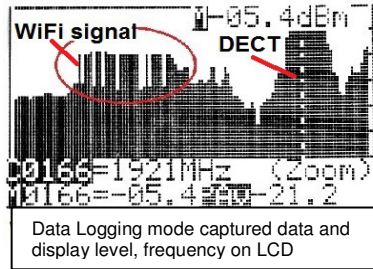 M-05.4dBm
WiFi signal
DECT
C0166=1921MHz (Zoom)
M0166=-05.4 -21.2
Data Logging mode captured data and
display level, frequency on LCD